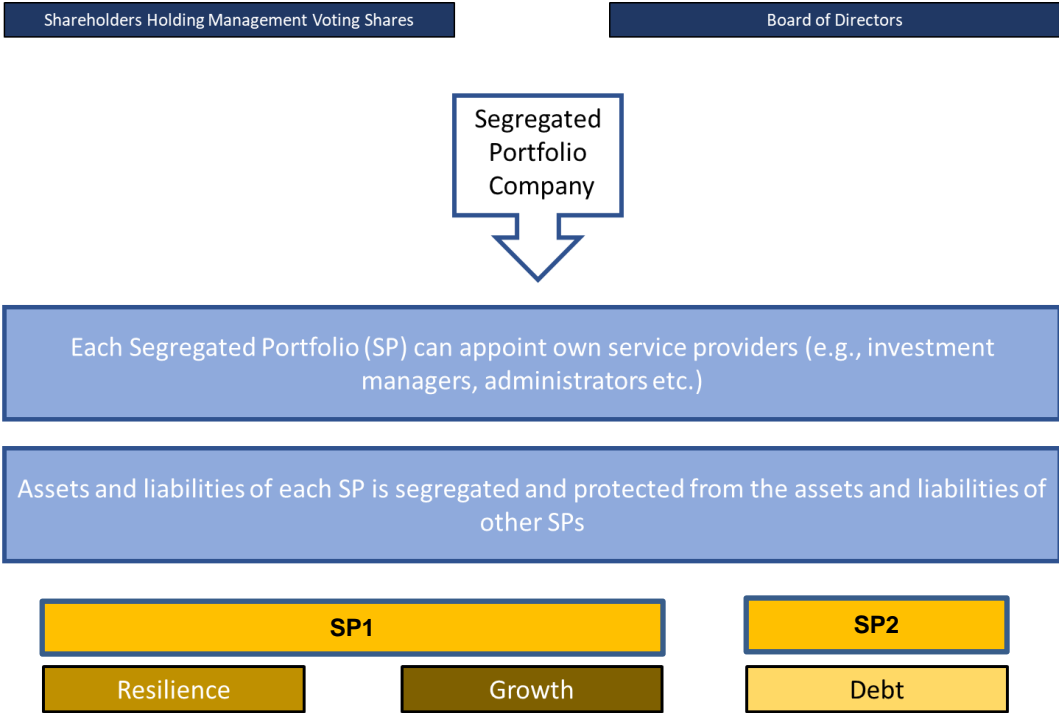 Shareholders Holding Management Voting Shares
Board of Directors
Segregated
Portfolio
Company
Each Segregated Portfolio (SP) can appoint own service providers (e.g., investment
managers, administrators etc.)
Assets and liabilities of each SP is segregated and protected from the assets and liabilities of
other SPs
SP1
SP2
Resilience
Growth
Debt